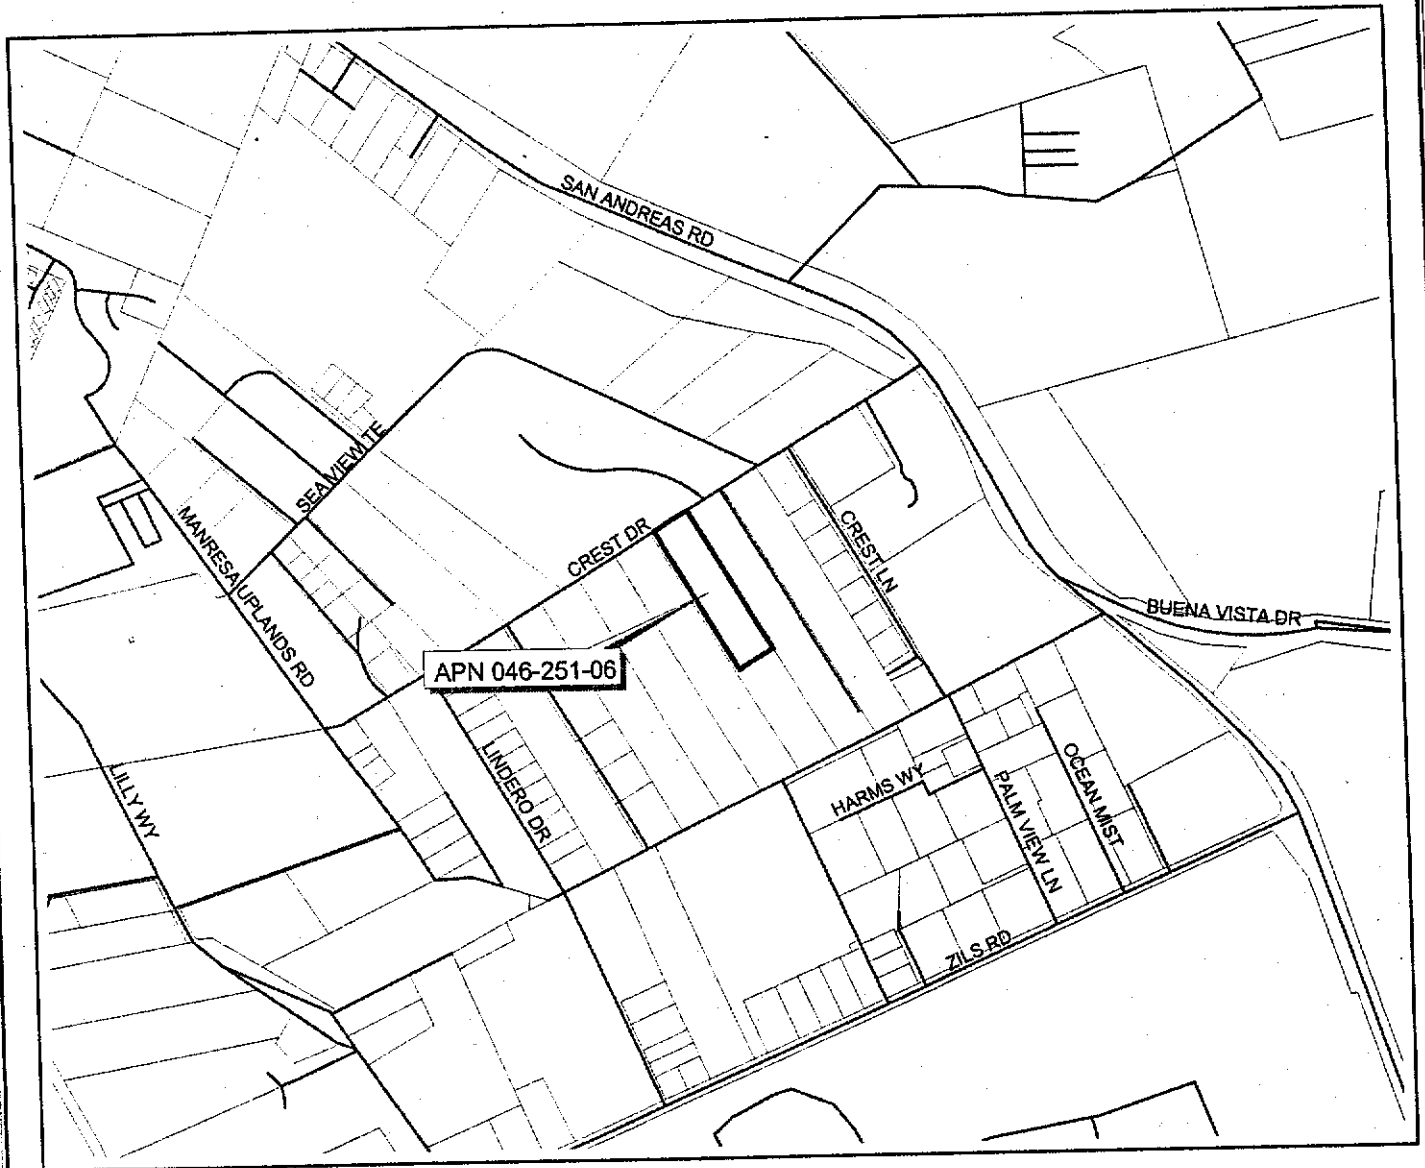 SAN ANDREAS RD
SEAVIEW TE
MANRESA UPLANDS RD
CREST DR
CREST LN
BUENA VISTA DR
APN 046-251-06
LINDERO DR
LILLY WY
HARMS WY
PALM VIEW LN
OCEAN MIST
ZILS RD